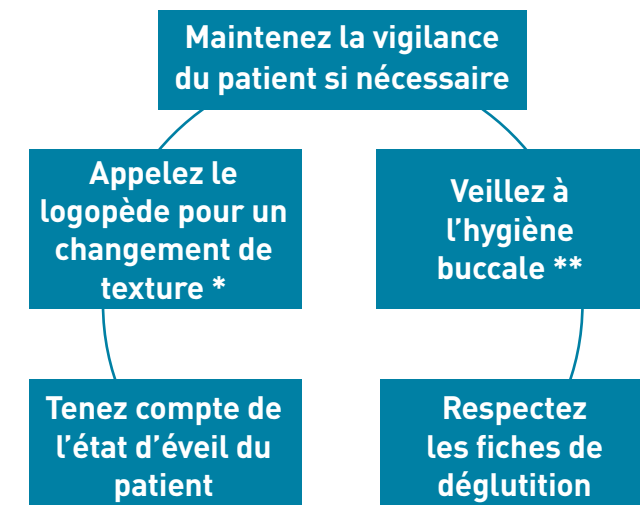 Maintenez la vigilance
du patient si nécessaire
Appelez le
logopède pour un
changement de
texture *
Veillez à
l’hygiène
buccale **
Tenez compte de
l’état d’éveil du
patient
Respectez
les fiches de
déglutition